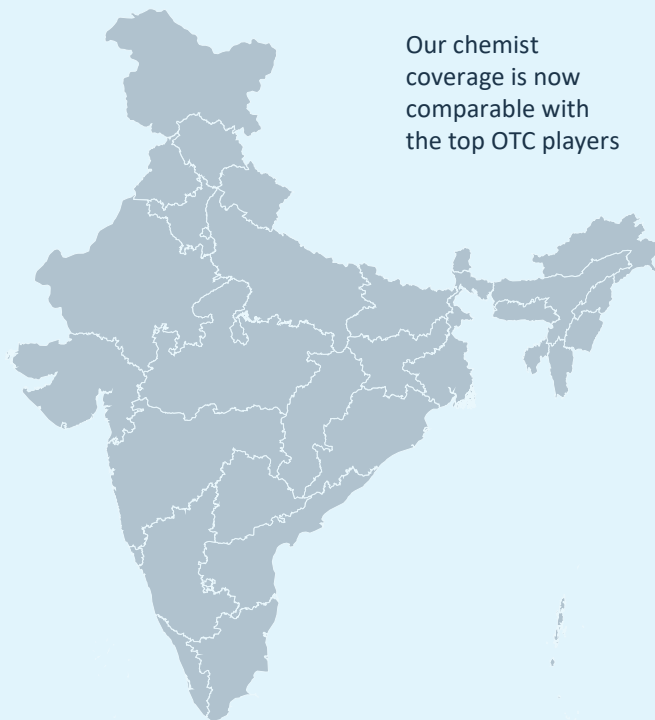 Our chemist
coverage is now
comparable with
the top OTC players